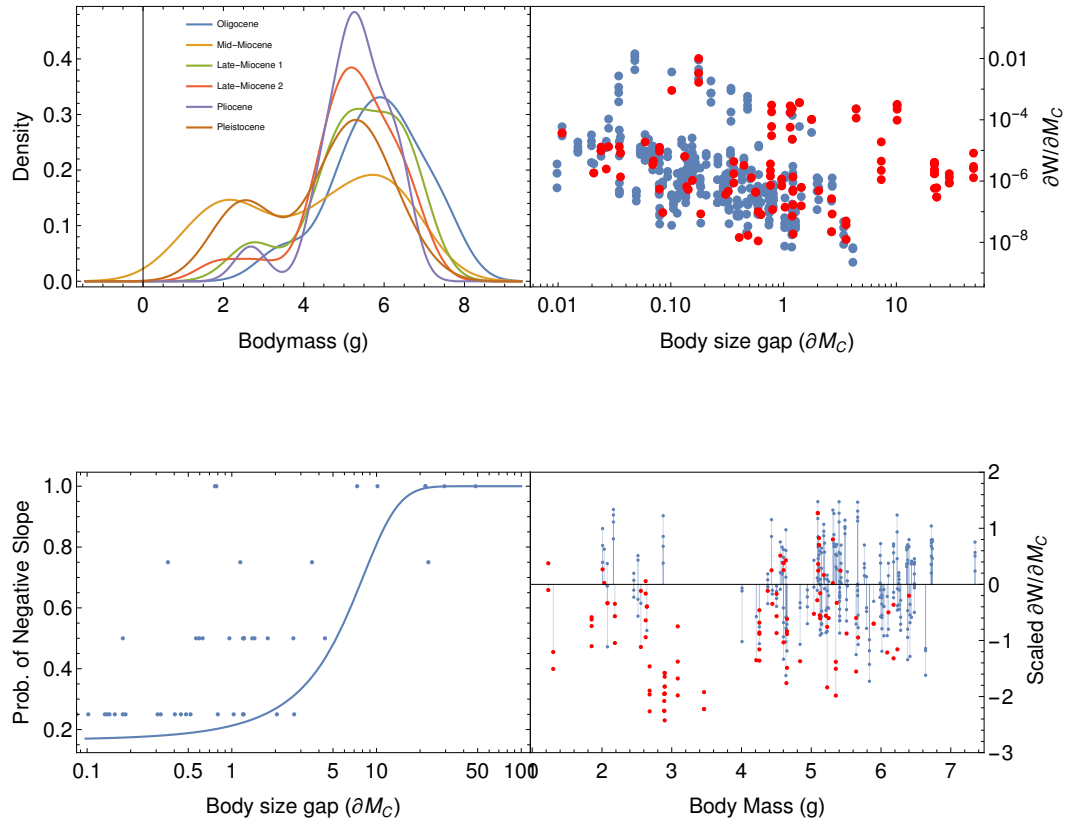 Oligocene
Mid-Miocene
Late-Miocene 1
Late-Miocene 2
Pliocene
Pleistocene
Density
0.4
0.3
0.2
0.1
0.0
0 2 4 6 8
Bodymass (g)
0.01
10⁻⁴
10⁻⁶
10⁻⁸
∂W/∂M_C
0.01 0.10 1 10
Body size gap (∂M_C)
Prob. of Negative Slope
1.0
0.8
0.6
0.4
0.2
0.1 0.5 1 5 10 50 100
Body size gap (∂M_C)
2
1
0
-1
-2
-3
Scaled ∂W/∂M_C
2 3 4 5 6 7
Body Mass (g)